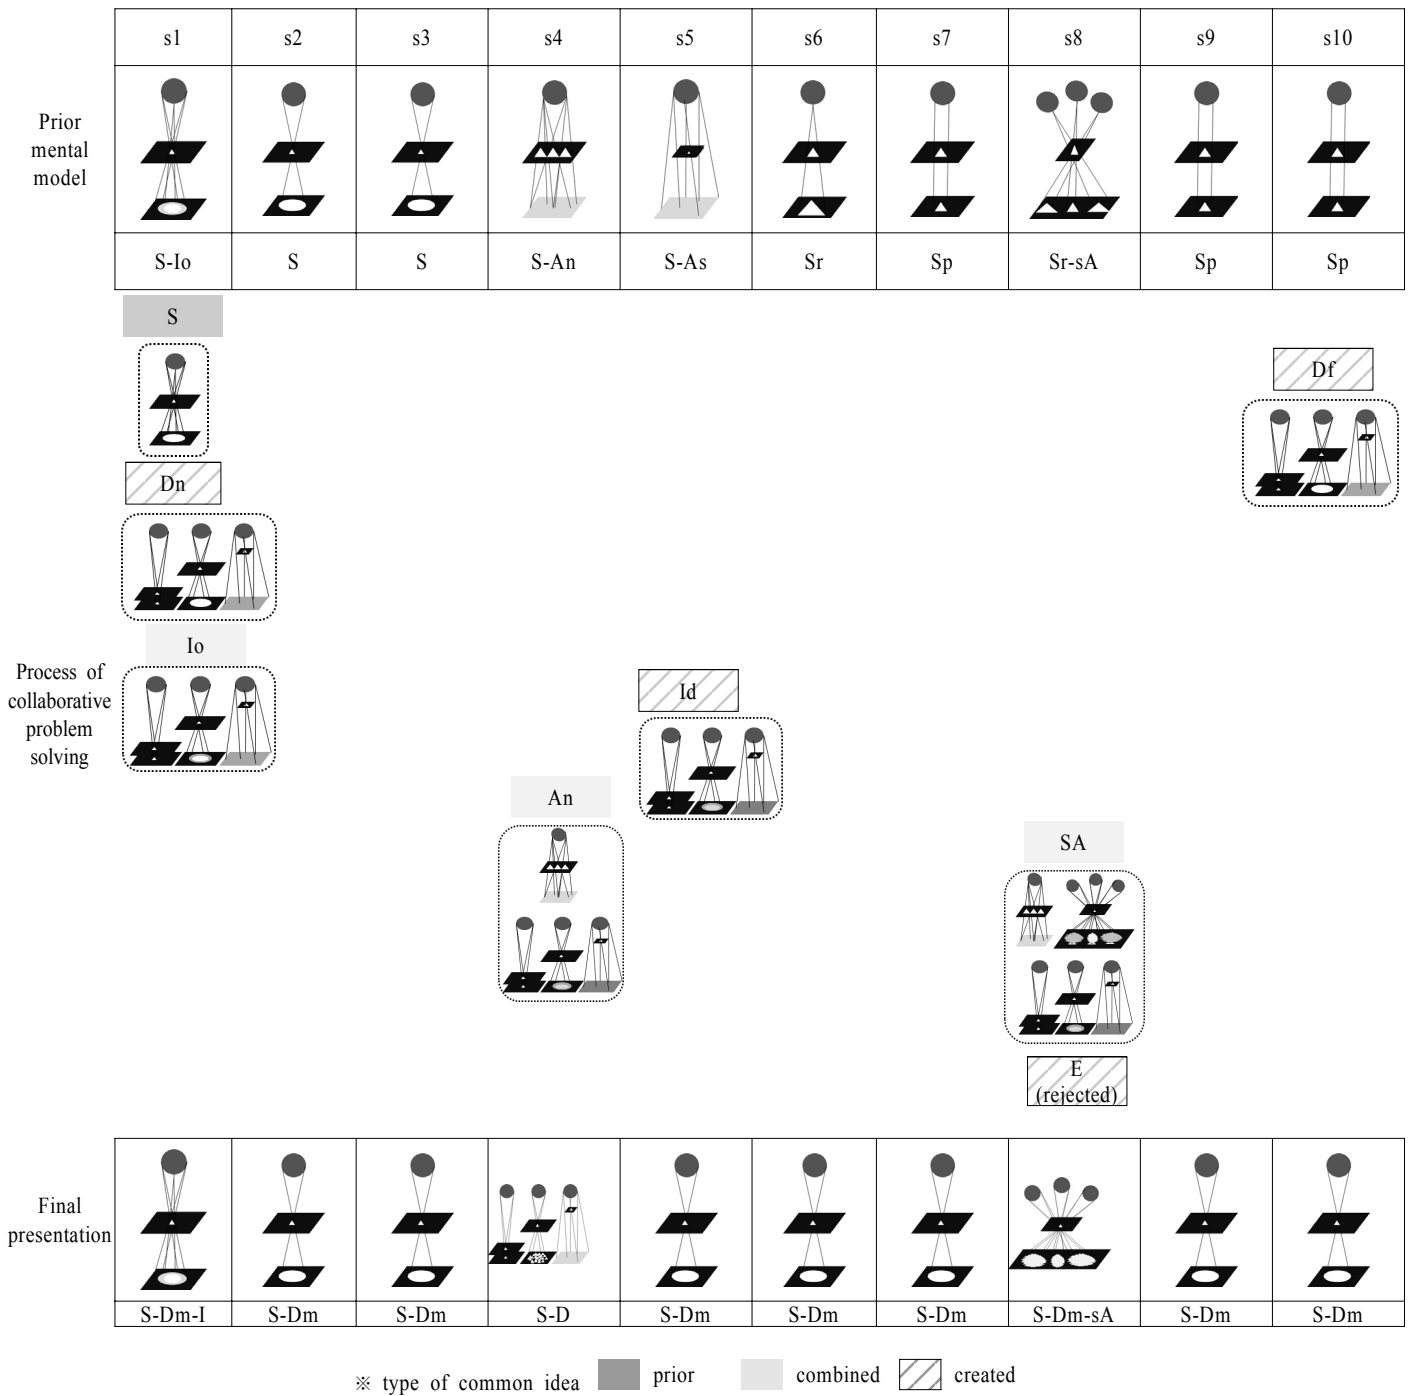 s1 s2 s3 s4 s5 s6 s7 s8 s9 s10
Prior
mental
model
S-Io S S S-An S-As Sr Sp Sr-sA Sp Sp
S
Df
Dn
Io
Process of
collaborative
problem
solving
Id
An
SA
E
(rejected)
Final
presentation
S-Dm-I S-Dm S-Dm S-D S-Dm S-Dm S-Dm S-Dm-sA S-Dm S-Dm
※ type of common idea prior combined created